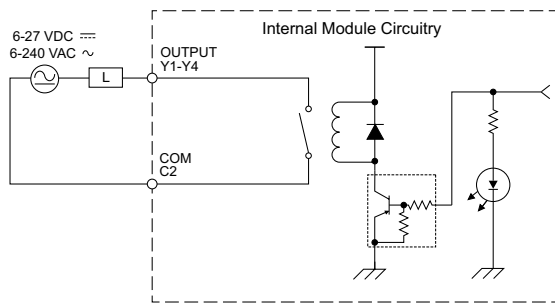 Internal Module Circuitry
6-27 VDC ⎓
6-240 VAC ∿
OUTPUT
Y1-Y4
L
COM
C2